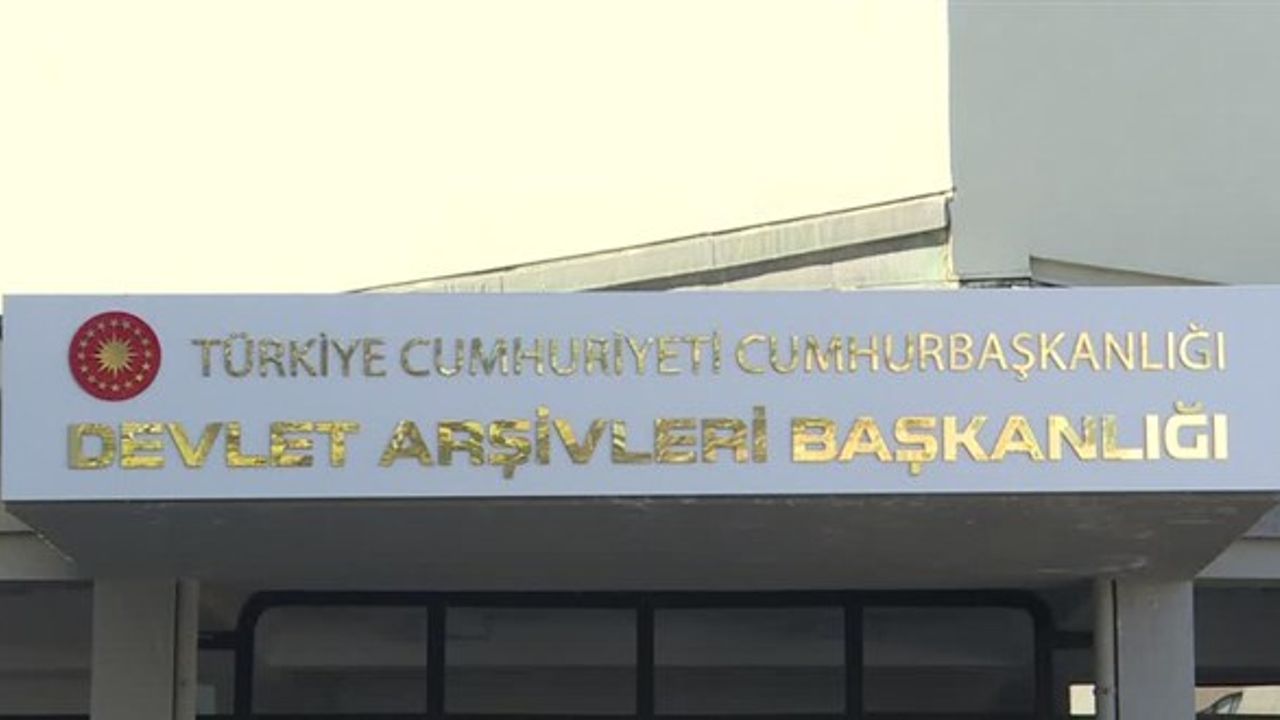 TÜRKİYE CUMHURİYETİ CUMHURBAŞKANLIĞI
DEVLET ARŞİVLERİ BAŞKANLIĞI